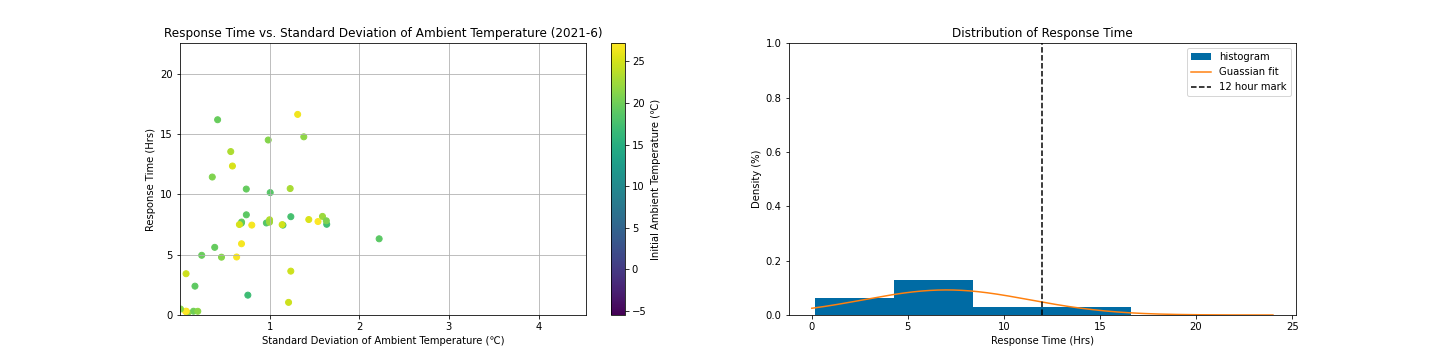 Response Time vs. Standard Deviation of Ambient Temperature (2021-6)
20
15
10
5
0
Response Time (Hrs)
1
2
3
4
Standard Deviation of Ambient Temperature (℃)
25
20
15
10
5
0
−5
Initial Ambient Temperature (℃)
Distribution of Response Time
1.0
0.8
0.6
0.4
0.2
0.0
Density (%)
histogram
Guassian fit
12 hour mark
0
5
10
15
20
25
Response Time (Hrs)